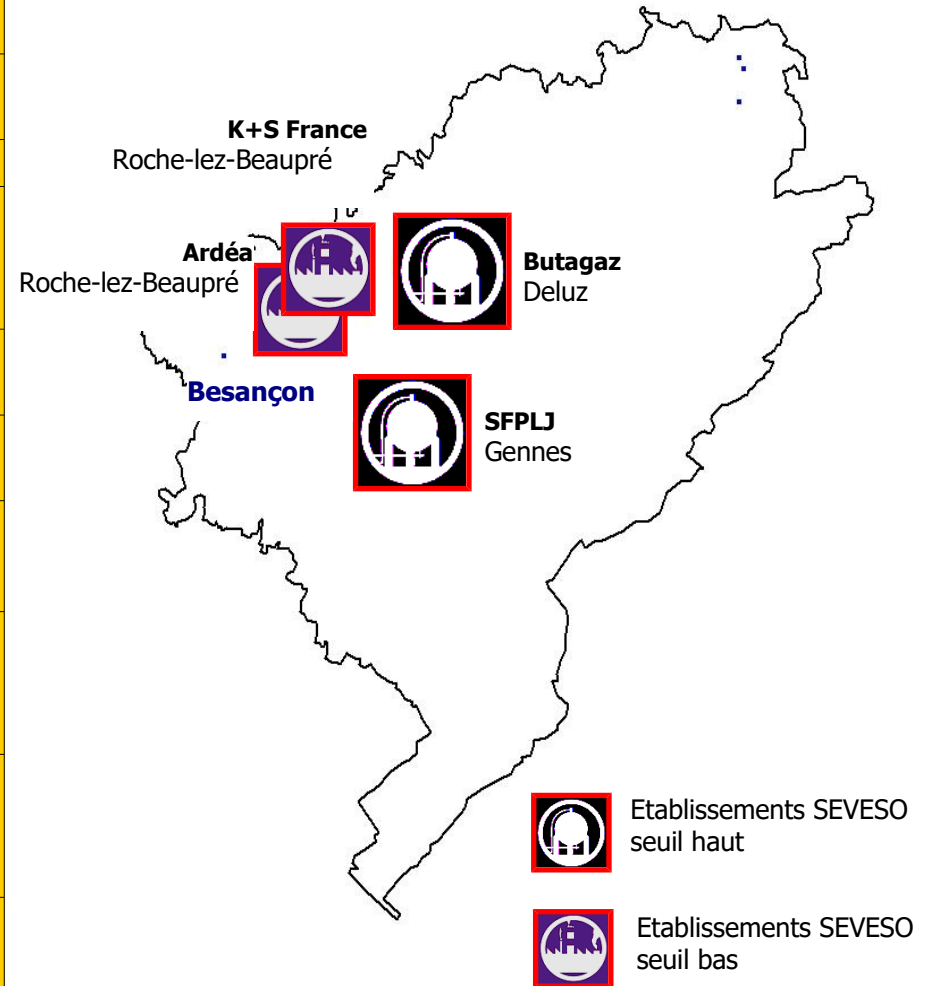 K+S France
Roche-lez-Beaupré
Ardéa
Roche-lez-Beaupré
Butagaz
Deluz
Besançon
SFPLJ
Gennes
Etablissements SEVESO
seuil haut
Etablissements SEVESO
seuil bas